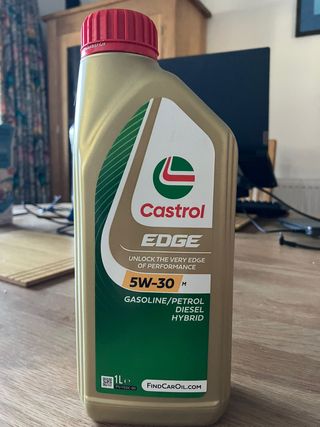 Castrol
EDGE
UNLOCK THE VERY EDGE
OF PERFORMANCE
5W-30 M
GASOLINE/PETROL
DIESEL
HYBRID
1L e
FINDCAROIL.COM